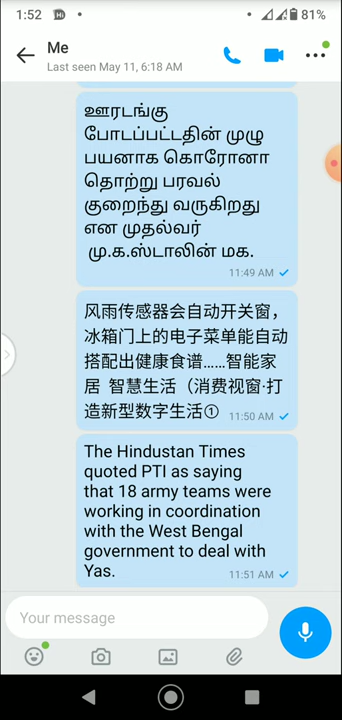 1:52
81%
Me
Last seen May 11, 6:18 AM
ஊரடங்கு
போடப்பட்டதின் முழு
பயனாக கொரோனா
தொற்று பரவல்
குறைந்து வருகிறது
என முதல்வர்
மு.க.ஸ்டாலின் மக.
11:49 AM
风雨传感器会自动开关窗，
冰箱门上的电子菜单能自动
搭配出健康食谱……智能家
居 智慧生活（消费视窗·打
造新型数字生活①
11:50 AM
The Hindustan Times
quoted PTI as saying
that 18 army teams were
working in coordination
with the West Bengal
government to deal with
Yas.
11:51 AM
Your message